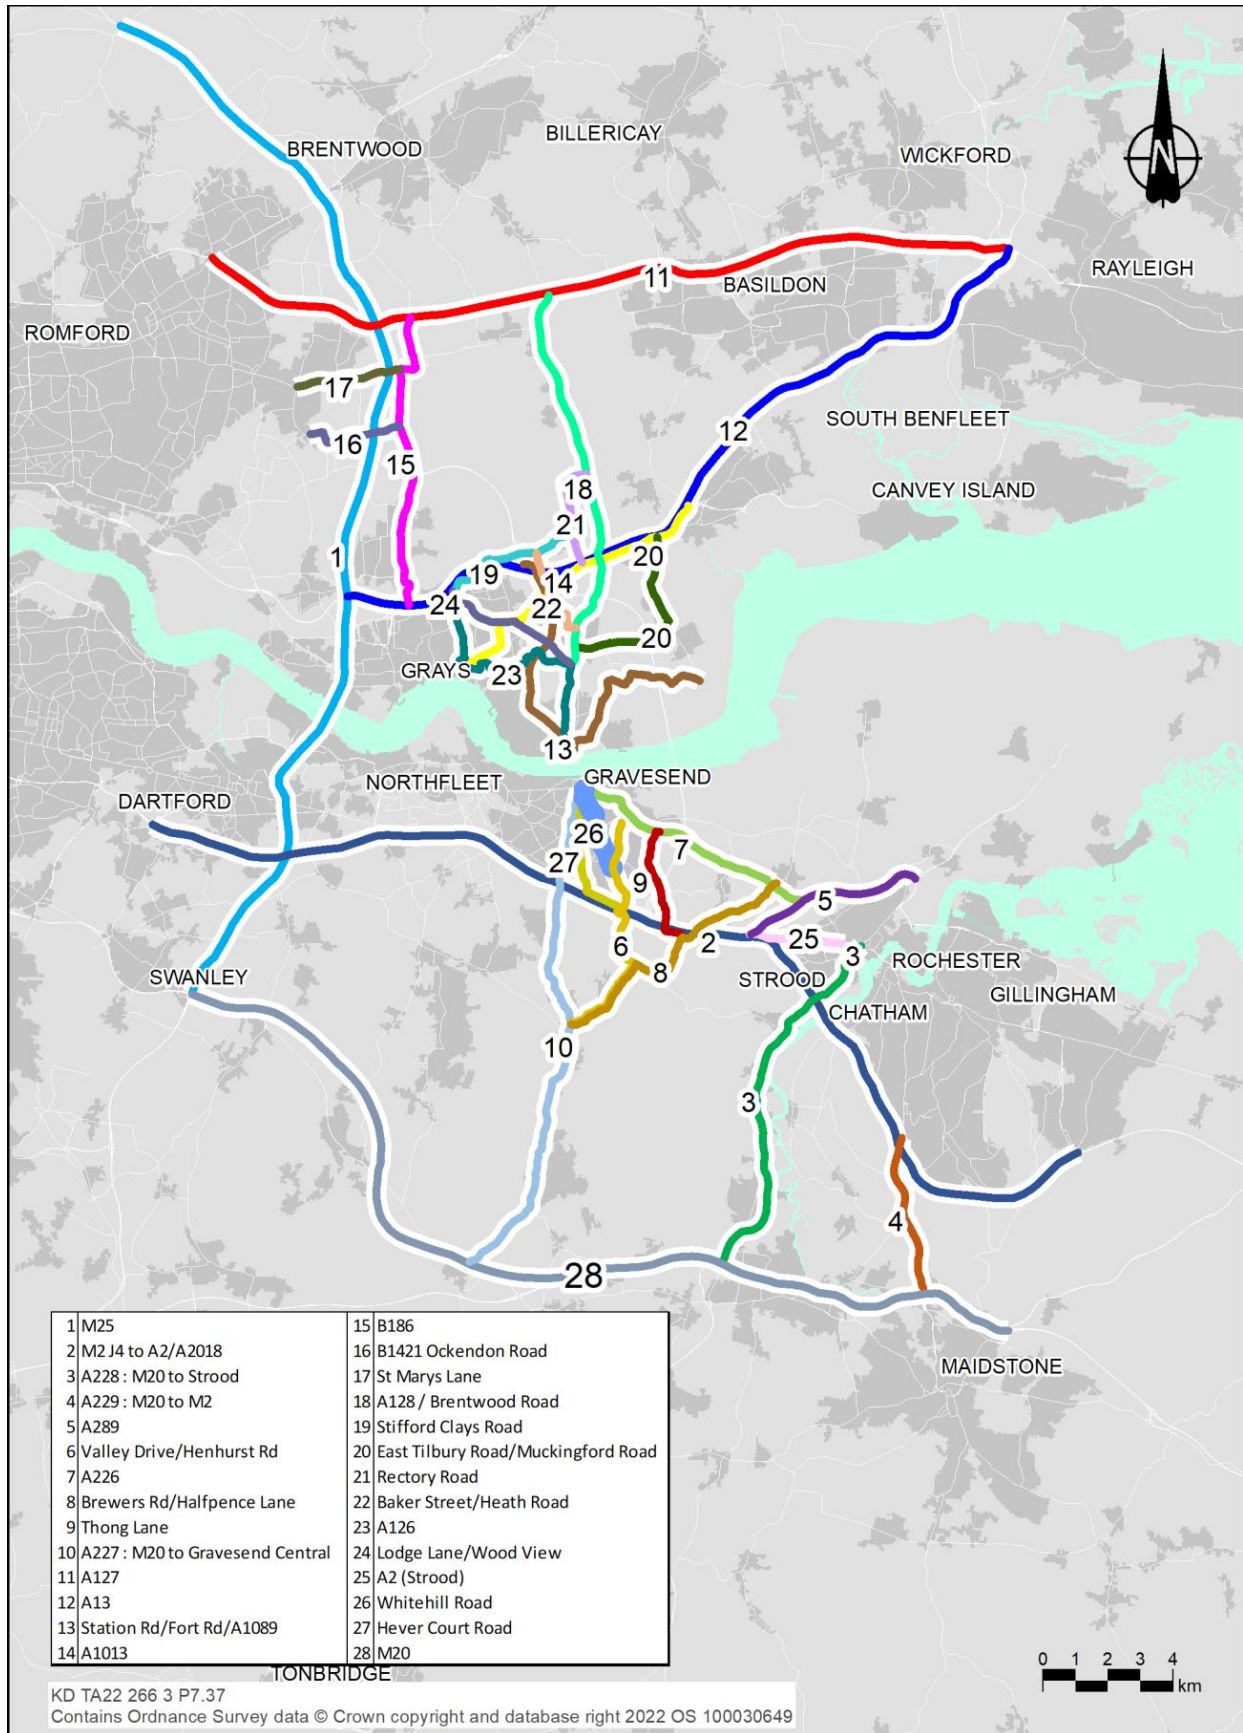 BILLERICAY
BRENTWOOD
WICKFORD
N
RAYLEIGH
11
BASILDON
ROMFORD
17
SOUTH BENFLEET
12
16
15
18
CANVEY ISLAND
21
1
20
19
14
24
22
20
GRAYS
23
13
GRAVESEND
NORTHFLEET
DARTFORD
26
7
27
9
5
25
6
2
3
ROCHESTER
8
SWANLEY
STROOD
GILLINGHAM
CHATHAM
10
3
4
28
1 M25
2 M2 J4 to A2/A2018
3 A228 : M20 to Strood
4 A229 : M20 to M2
5 A289
6 Valley Drive/Henhurst Rd
7 A226
8 Brewers Rd/Halfpence Lane
9 Thong Lane
10 A227 : M20 to Gravesend Central
11 A127
12 A13
13 Station Rd/Fort Rd/A1089
14 A1013
15 B186
16 B1421 Ockendon Road
17 St Marys Lane
18 A128 / Brentwood Road
19 Stifford Clays Road
20 East Tilbury Road/Muckingford Road
21 Rectory Road
22 Baker Street/Heath Road
23 A126
24 Lodge Lane/Wood View
25 A2 (Strood)
26 Whitehill Road
27 Hever Court Road
28 M20
MAIDSTONE
TONBRIDGE
0 1 2 3 4
km
KD TA22 266 3 P7.37
Contains Ordnance Survey data © Crown copyright and database right 2022 OS 100030649